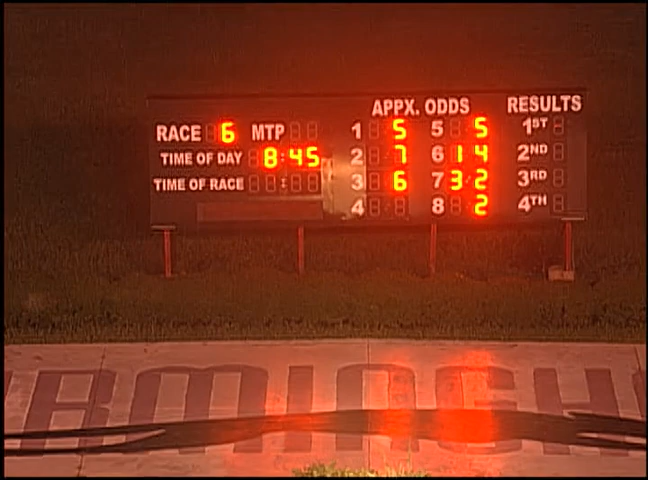 APPX. ODDS RESULTS
RACE 6 MTP 1 5 5 5 1ST
TIME OF DAY 8:45 2 7 6 14 2ND
TIME OF RACE 3 6 7 32 3RD
4 8 2 4TH
RMINGH